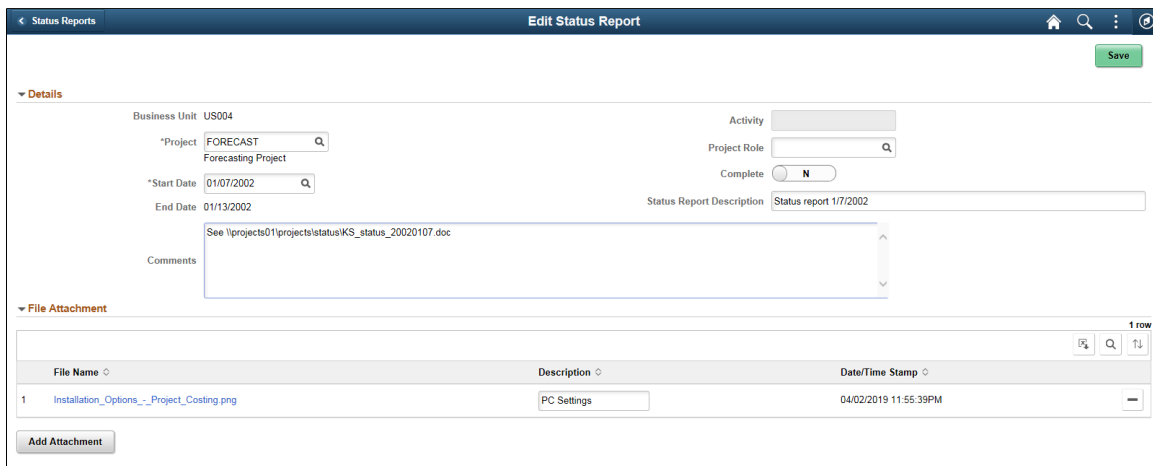 Status Reports
Edit Status Report
Save
Details
Business Unit US004
Activity
*Project FORECAST
Forecasting Project
Project Role
*Start Date 01/07/2002
Complete N
End Date 01/13/2002
Status Report Description Status report 1/7/2002
Comments See \\projects01\projects\status\KS_status_20020107.doc
File Attachment
1 row
File Name Description Date/Time Stamp
1 Installation_Options_-_Project_Costing.png PC Settings 04/02/2019 11:55:39PM
Add Attachment